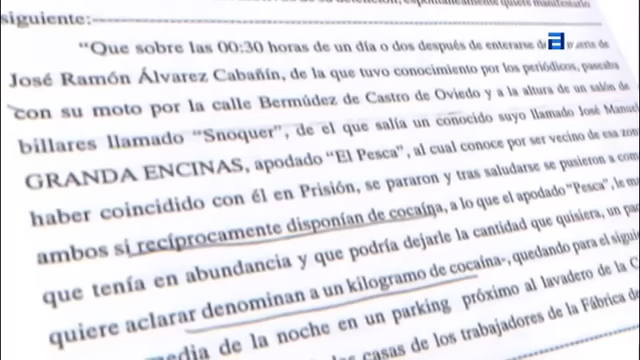 siguiente:
"Que sobre las 00:30 horas de un día o dos después de enterarse de
José Ramón Álvarez Cabañín, de la que tuvo conocimiento por los periódicos, paseaba
con su moto por la calle Bermúdez de Castro de Oviedo y a la altura de un salón de
billares llamado "Snoquer", de el que salía un conocido suyo llamado José Manu
GRANDA ENCINAS, apodado "El Pesca", al cual conoce por ser vecino de esa zon
haber coincidido con él en Prisión, se pararon y tras saludarse se pusieron a com
ambos si recíprocamente disponían de cocaína, a lo que el apodado "Pesca", le m
que tenía en abundancia y que podría dejarle la cantidad que quisiera, un pa
quiere aclarar denominan a un kilogramo de cocaína-, quedando para el siguie
media de la noche en un parking próximo al lavadero de la C
casas de los trabajadores de la Fábrica de